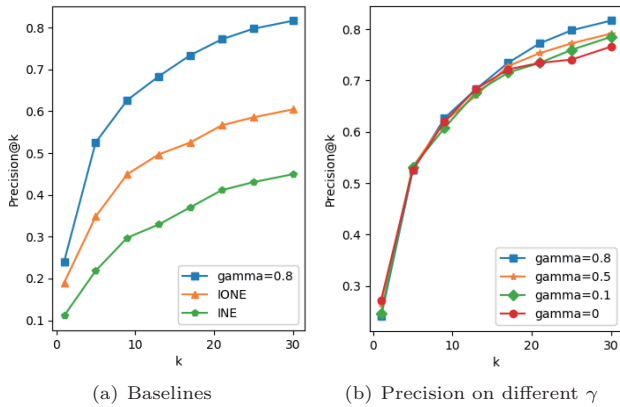 0.8
0.7
0.6
0.5
0.4
0.3
0.2
0.1
Precision@k
0 10 20 30
k
gamma=0.8
IONE
INE
(a) Baselines
0.8
0.7
0.6
0.5
0.4
0.3
Precision@k
0 10 20 30
k
gamma=0.8
gamma=0.5
gamma=0.1
gamma=0
(b) Precision on different γ